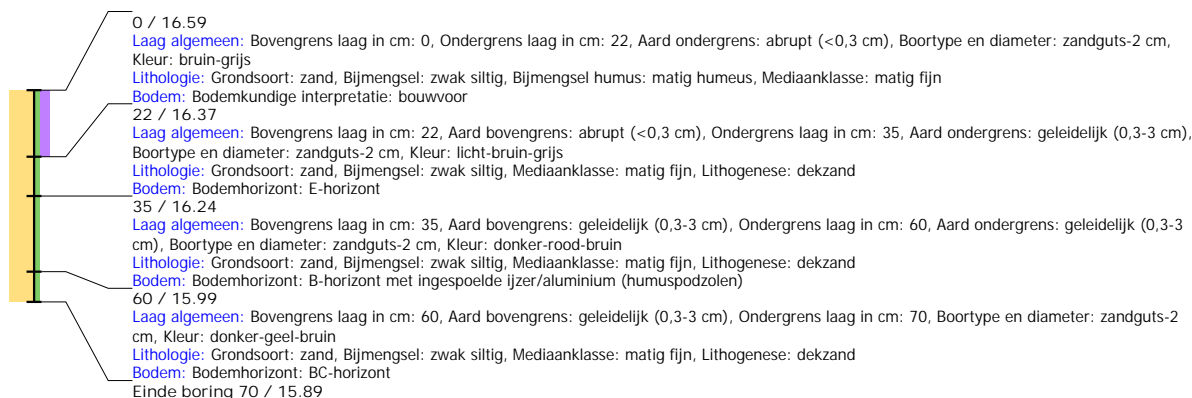 0 / 16.59
Laag algemeen: Bovengrens laag in cm: 0, Ondergrens laag in cm: 22, Aard ondergrens: abrupt (<0,3 cm), Boortype en diameter: zandguts-2 cm,
Kleur: bruin-grijs
Lithologie: Grondsoort: zand, Bijmengsel: zwak siltig, Bijmengsel humus: matig humeus, Mediaanklasse: matig fijn
Bodem: Bodemkundige interpretatie: bouwvoor
22 / 16.37
Laag algemeen: Bovengrens laag in cm: 22, Aard bovengrens: abrupt (<0,3 cm), Ondergrens laag in cm: 35, Aard ondergrens: geleidelijk (0,3-3 cm),
Boortype en diameter: zandguts-2 cm, Kleur: licht-bruin-grijs
Lithologie: Grondsoort: zand, Bijmengsel: zwak siltig, Mediaanklasse: matig fijn, Lithogenese: dekzand
Bodem: Bodemhorizont: E-horizont
35 / 16.24
Laag algemeen: Bovengrens laag in cm: 35, Aard bovengrens: geleidelijk (0,3-3 cm), Ondergrens laag in cm: 60, Aard ondergrens: geleidelijk (0,3-3
cm), Boortype en diameter: zandguts-2 cm, Kleur: donker-rood-bruin
Lithologie: Grondsoort: zand, Bijmengsel: zwak siltig, Mediaanklasse: matig fijn, Lithogenese: dekzand
Bodem: Bodemhorizont: B-horizont met ingespoelde ijzer/aluminium (humuspodzolen)
60 / 15.99
Laag algemeen: Bovengrens laag in cm: 60, Aard bovengrens: geleidelijk (0,3-3 cm), Ondergrens laag in cm: 70, Boortype en diameter: zandguts-2
cm, Kleur: donker-geel-bruin
Lithologie: Grondsoort: zand, Bijmengsel: zwak siltig, Mediaanklasse: matig fijn, Lithogenese: dekzand
Bodem: Bodemhorizont: BC-horizont
Einde boring 70 / 15.89